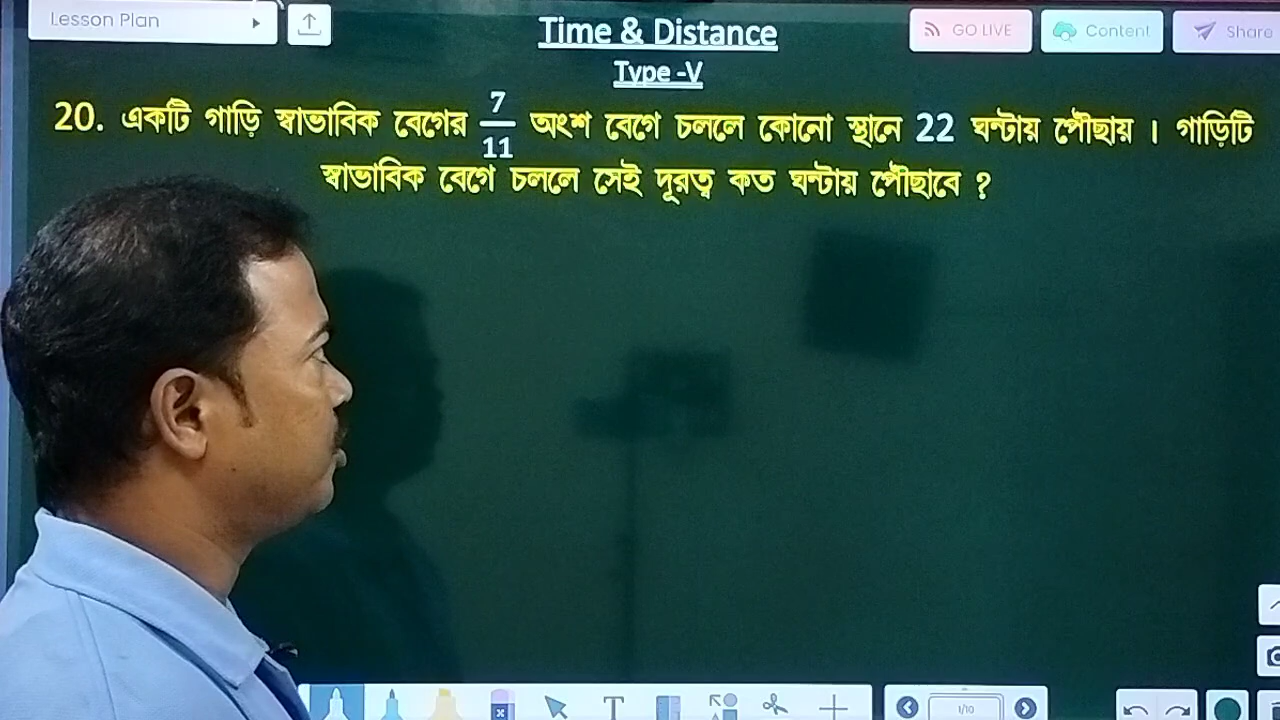 Lesson Plan
GO LIVE
Content
Share
Time & Distance
Type -V
20. একটি গাড়ি স্বাভাবিক বেগের 7/11 অংশ বেগে চললে কোনো স্থানে 22 ঘন্টায় পৌছায় । গাড়িটি
স্বাভাবিক বেগে চললে সেই দূরত্ব কত ঘন্টায় পৌছাবে ?
T
1/10